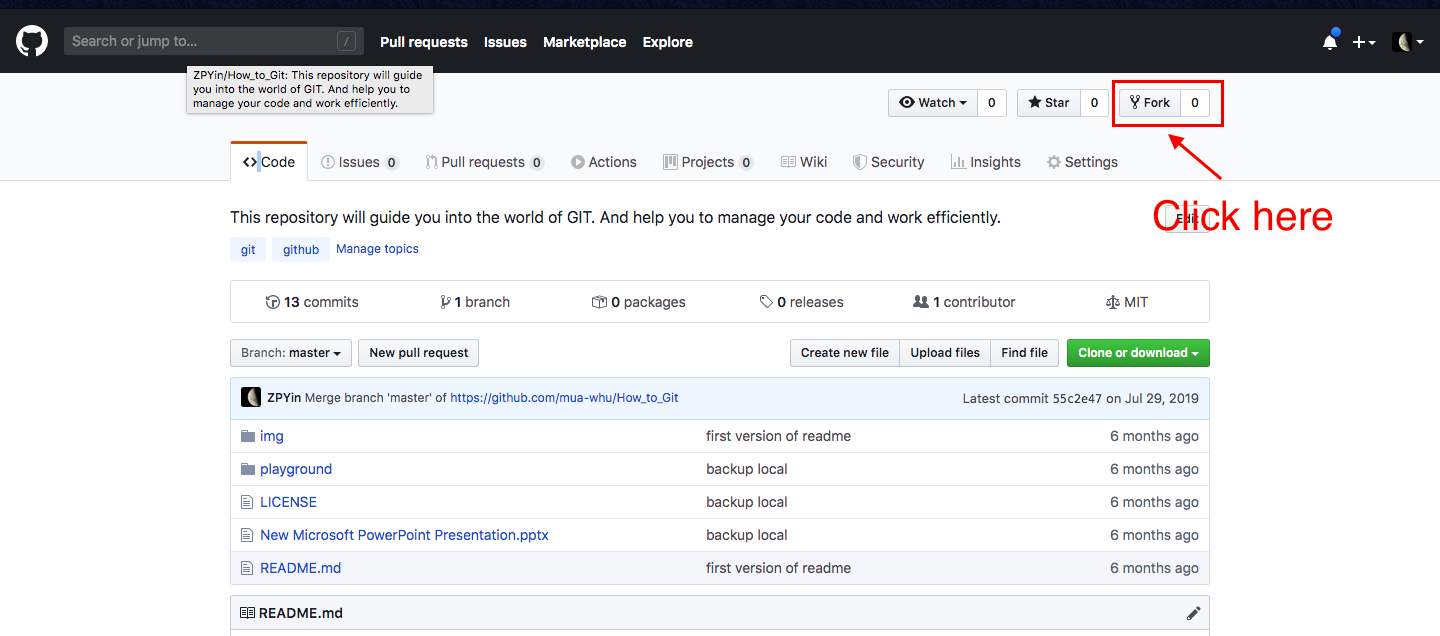 Search or jump to... / Pull requests Issues Marketplace Explore
ZPYin/How_to_Git: This repository will guide
you into the world of GIT. And help you to
manage your code and work efficiently.
Watch 0 Star 0 Fork 0
Code Issues 0 Pull requests 0 Actions Projects 0 Wiki Security Insights Settings
This repository will guide you into the world of GIT. And help you to manage your code and work efficiently.
Edit
Click here
git github Manage topics
13 commits 1 branch 0 packages 0 releases 1 contributor MIT
Branch: master New pull request Create new file Upload files Find file Clone or download
ZPYin Merge branch 'master' of https://github.com/mua-whu/How_to_Git Latest commit 55c2e47 on Jul 29, 2019
img first version of readme 6 months ago
playground backup local 6 months ago
LICENSE backup local 6 months ago
New Microsoft PowerPoint Presentation.pptx backup local 6 months ago
README.md first version of readme 6 months ago
README.md